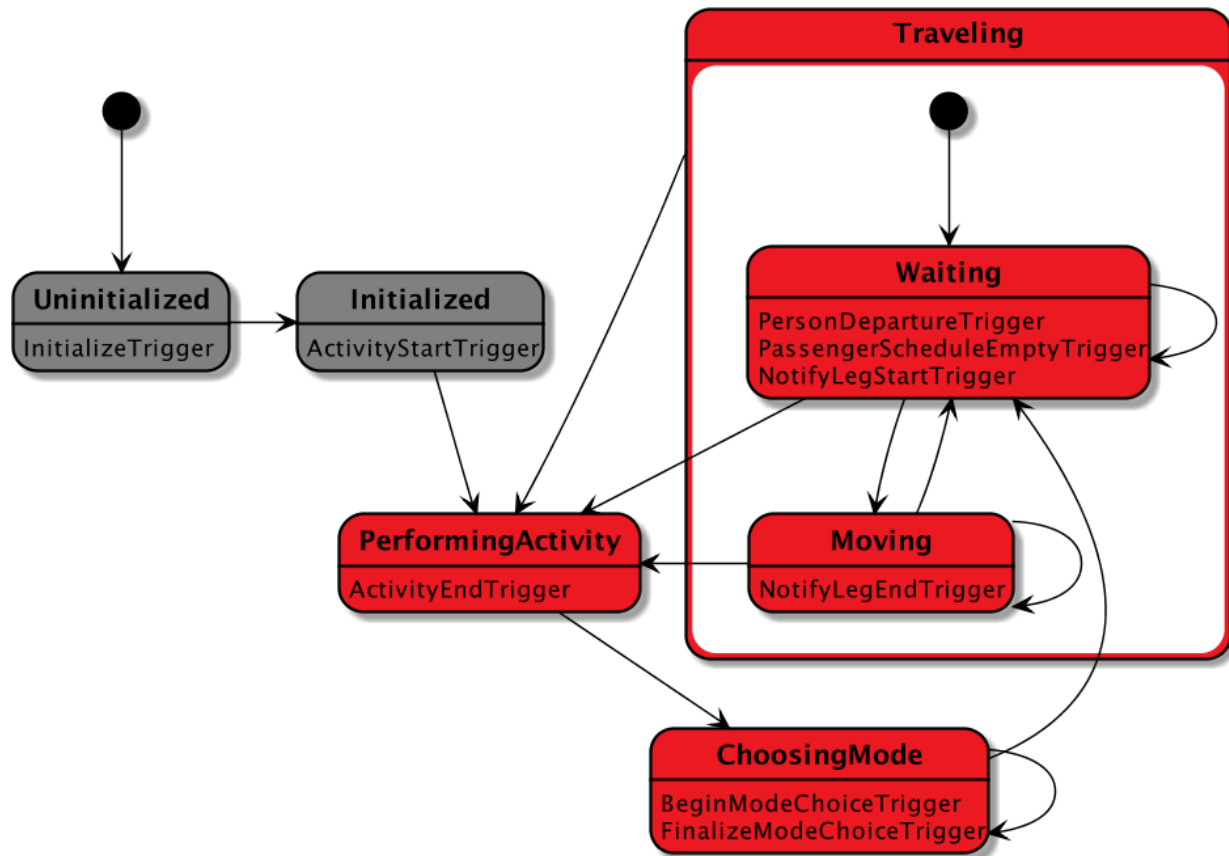 Traveling
Uninitialized
InitializeTrigger
Initialized
ActivityStartTrigger
Waiting
PersonDepartureTrigger
PassengerScheduleEmptyTrigger
NotifyLegStartTrigger
PerformingActivity
ActivityEndTrigger
Moving
NotifyLegEndTrigger
ChoosingMode
BeginModeChoiceTrigger
FinalizeModeChoiceTrigger